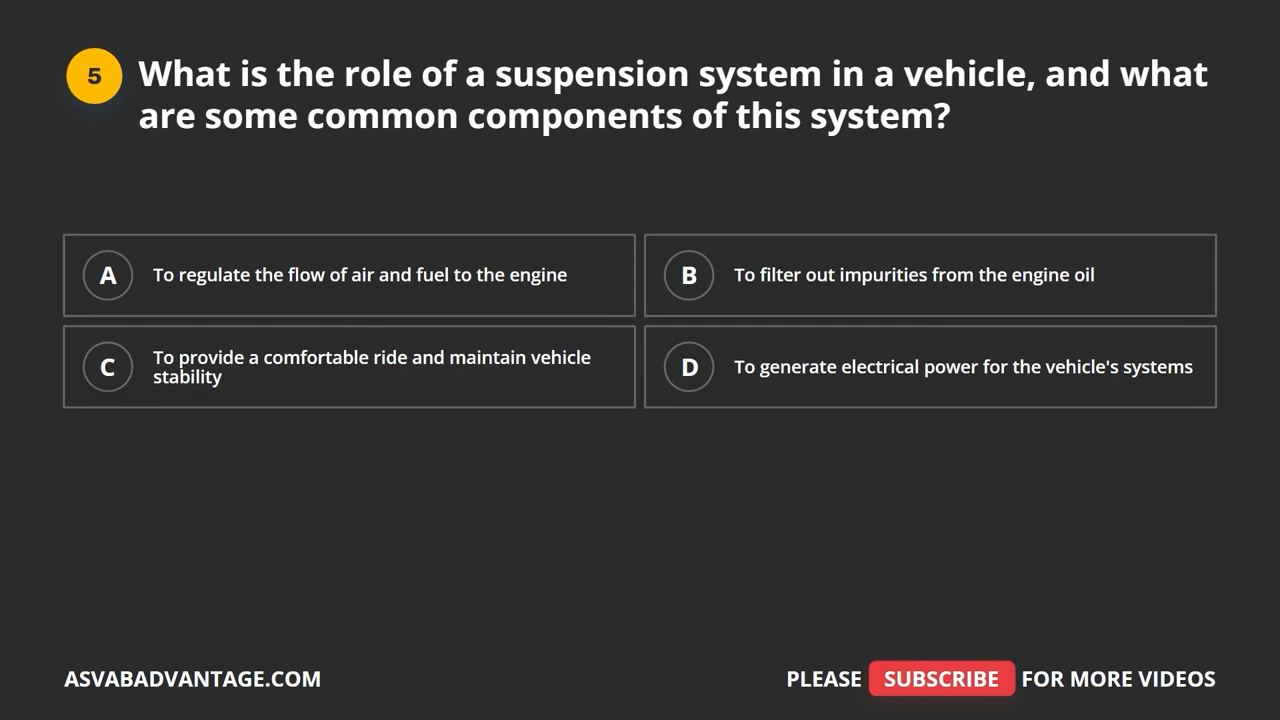 5
What is the role of a suspension system in a vehicle, and what
are some common components of this system?
A
To regulate the flow of air and fuel to the engine
B
To filter out impurities from the engine oil
C
To provide a comfortable ride and maintain vehicle
stability
D
To generate electrical power for the vehicle's systems
ASVABADVANTAGE.COM
PLEASE SUBSCRIBE FOR MORE VIDEOS